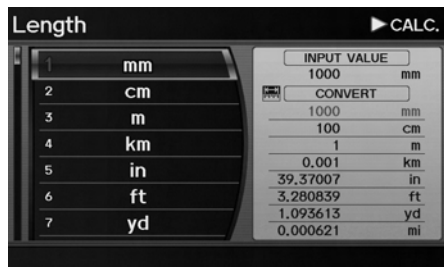 Length
▶CALC.
1 mm
2 cm
3 m
4 km
5 in
6 ft
7 yd
INPUT VALUE
1000 mm
CONVERT
1000 mm
100 cm
1 m
0.001 km
39.37007 in
3.280839 ft
1.093613 yd
0.000621 mi